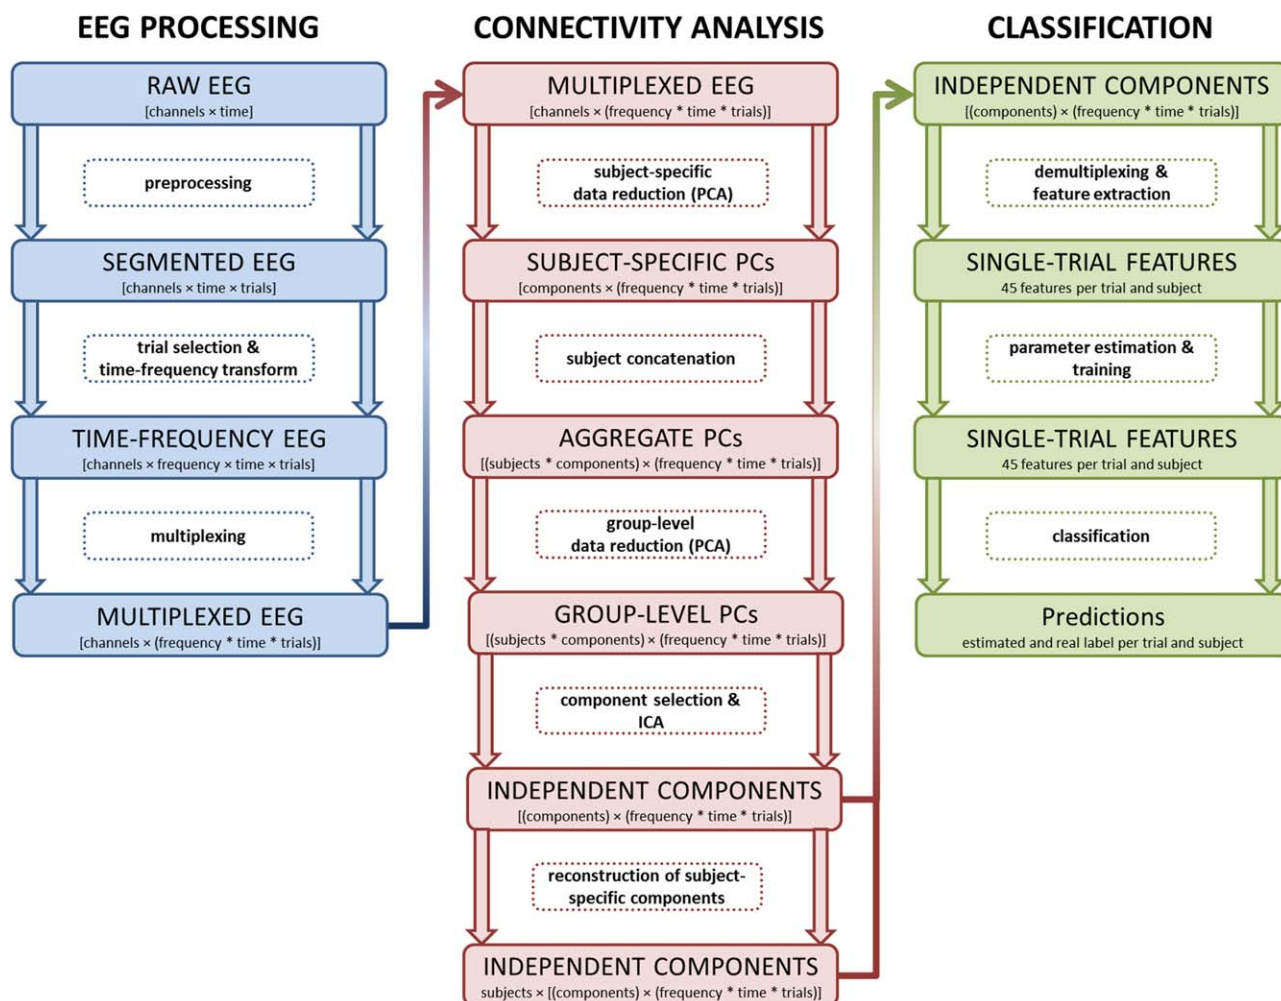 EEG PROCESSING
RAW EEG
[channels × time]
preprocessing
SEGMENTED EEG
[channels × time × trials]
trial selection &
time-frequency transform
TIME-FREQUENCY EEG
[channels × frequency × time × trials]
multiplexing
MULTIPLEXED EEG
[channels × (frequency * time * trials)]
CONNECTIVITY ANALYSIS
MULTIPLEXED EEG
[channels × (frequency * time * trials)]
subject-specific
data reduction (PCA)
SUBJECT-SPECIFIC PCs
[components × (frequency * time * trials)]
subject concatenation
AGGREGATE PCs
[(subjects * components) × (frequency * time * trials)]
group-level
data reduction (PCA)
GROUP-LEVEL PCs
[(subjects * components) × (frequency * time * trials)]
component selection &
ICA
INDEPENDENT COMPONENTS
[(components) × (frequency * time * trials)]
reconstruction of subject-
specific components
INDEPENDENT COMPONENTS
subjects × [(components) × (frequency * time * trials)]
CLASSIFICATION
INDEPENDENT COMPONENTS
[(components) × (frequency * time * trials)]
demultiplexing &
feature extraction
SINGLE-TRIAL FEATURES
45 features per trial and subject
parameter estimation &
training
SINGLE-TRIAL FEATURES
45 features per trial and subject
classification
Predictions
estimated and real label per trial and subject